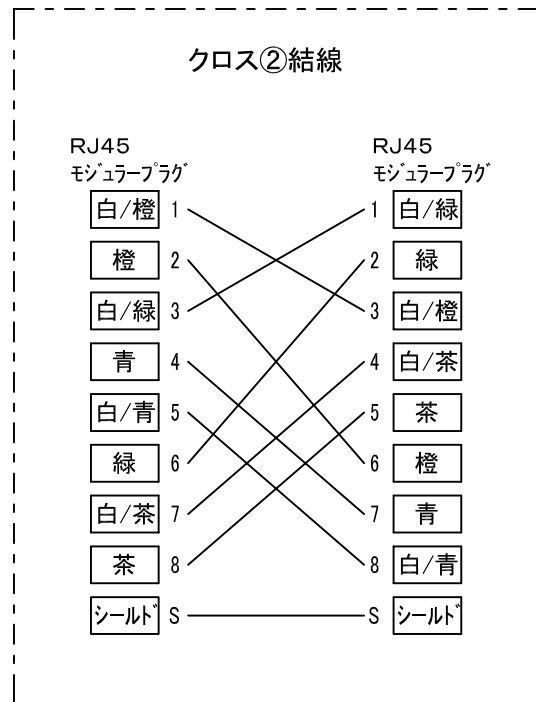 クロス②結線
RJ45 RJ45
モジュラープラグ モジュラープラグ
白/橙 1 1 白/緑
橙 2 2 緑
白/緑 3 3 白/橙
青 4 4 白/茶
白/青 5 5 茶
緑 6 6 橙
白/茶 7 7 青
茶 8 8 白/青
シールド S S シールド